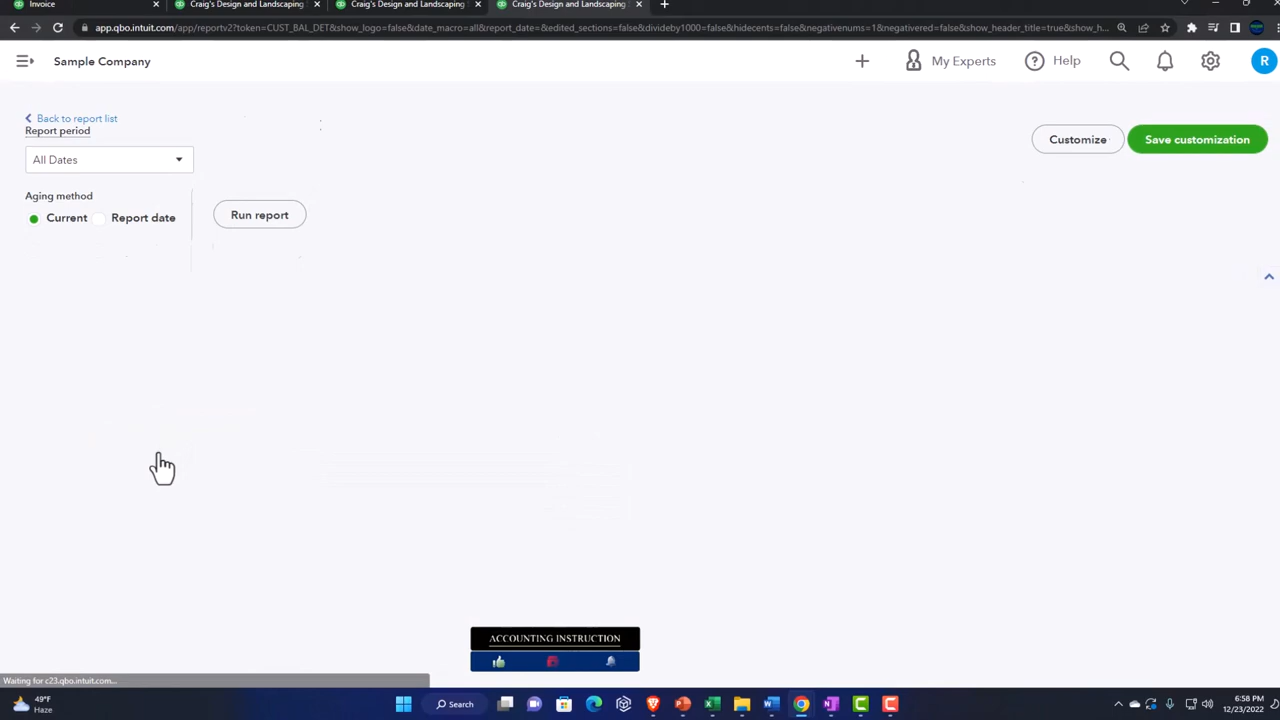 Invoice × Craig's Design and Landscaping × Craig's Design and Landscaping × Craig's Design and Landscaping × +
app.qbo.intuit.com/app/reportv2?token=CUST_BAL_DET&show_logo=false&date_macro=all&report_date=&edited_sections=false&divideby1000=false&hidecents=false&negativenums=1&negativered=false&show_header_title=true&show_h...
Sample Company
My Experts
Help
R
Back to report list
Report period
All Dates
Customize
Save customization
Aging method
Current
Report date
Run report
ACCOUNTING INSTRUCTION
Waiting for c23.qbo.intuit.com...
49°F
Haze
Search
6:58 PM
12/23/2022